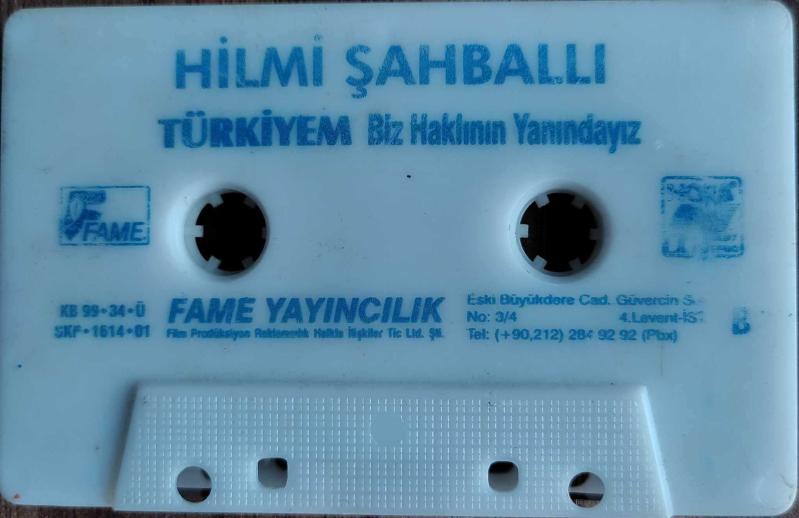 HİLMİ ŞAHBALLI
TÜRKİYEM Biz Haklının Yanındayız
FAME
KB 99•34•Ü
SKF•1614•01
FAME YAYINCILIK
Film Prodüksiyon Reklamcılık Halkla İlişkiler Tic Ltd. Şti.
Eski Büyükdere Cad. Güvercin S
No: 3/4 4.Levent-İS
Tel: (+90,212) 284 92 92 (Pbx)
B